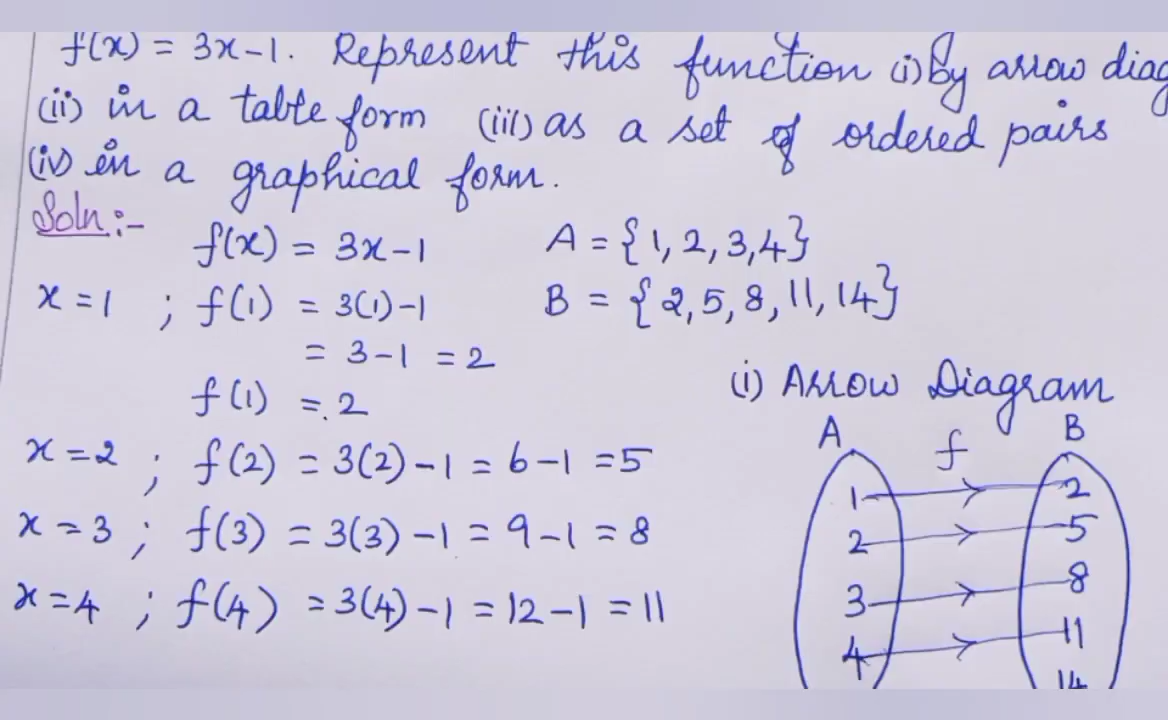 f(x) = 3x-1. Represent this function (i) by arrow diag
(ii) in a table form (iii) as a set of ordered pairs
(iv) in a graphical form.
Soln:-
f(x) = 3x-1 A = {1, 2, 3, 4}
x = 1 ; f(1) = 3(1)-1 B = {2, 5, 8, 11, 14}
= 3-1 = 2
f(1) = 2 (i) Arrow Diagram
A f B
x = 2 ; f(2) = 3(2)-1 = 6-1 = 5
1 2
x = 3 ; f(3) = 3(3)-1 = 9-1 = 8 2 5
3 8
x = 4 ; f(4) = 3(4)-1 = 12-1 = 11
4 11
14